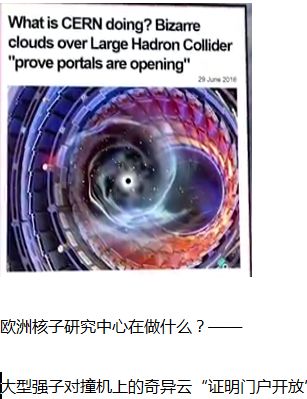 What is CERN doing? Bizarre
clouds over Large Hadron Collider
"prove portals are opening"
29 June 2016
欧洲核子研究中心在做什么？——
大型强子对撞机上的奇异云“证明门户开放”